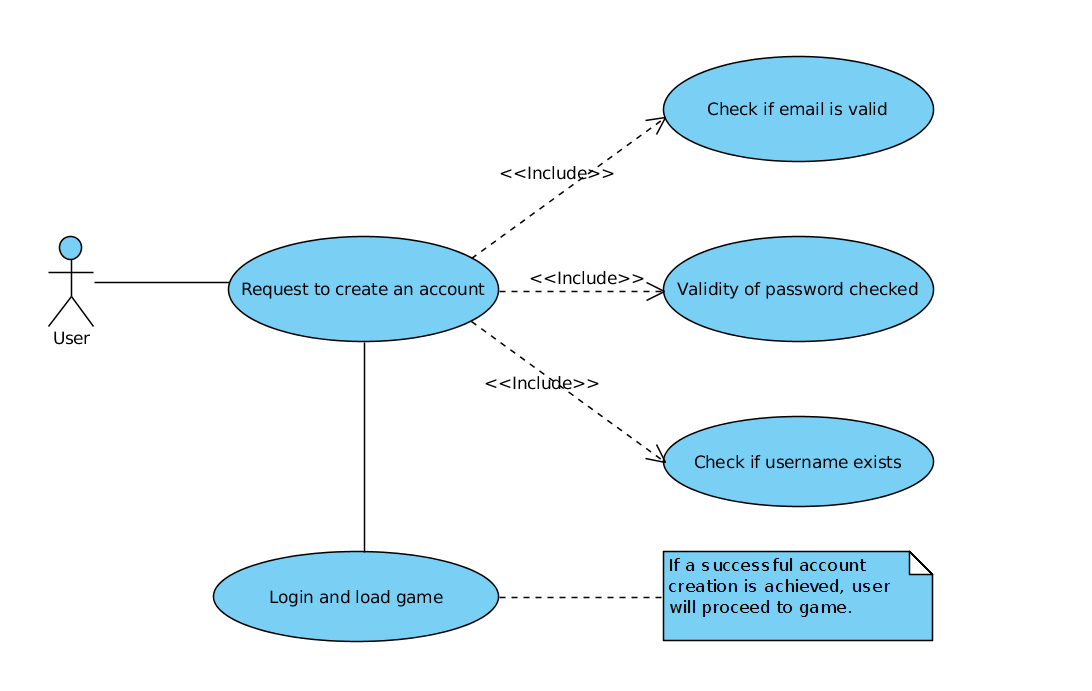 Check if email is valid
<<Include>>
User
Request to create an account
<<Include>>
Validity of password checked
<<Include>>
Check if username exists
Login and load game
If a successful account
creation is achieved, user
will proceed to game.